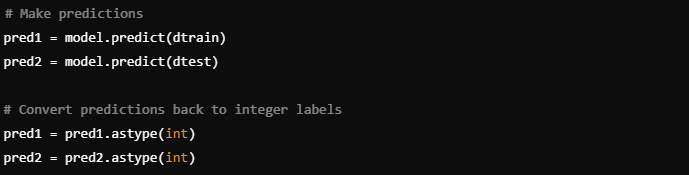 # Make predictions
pred1 = model.predict(dtrain)
pred2 = model.predict(dtest)
# Convert predictions back to integer labels
pred1 = pred1.astype(int)
pred2 = pred2.astype(int)